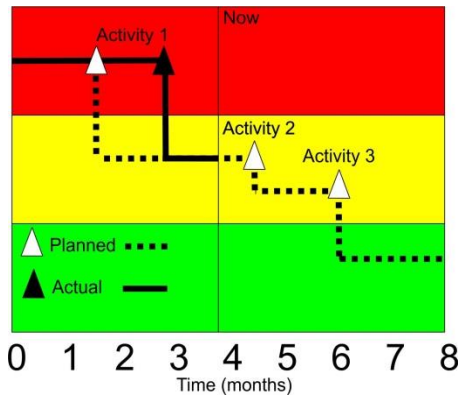 Now
Activity 1
Activity 2
Activity 3
Planned
Actual
0 1 2 3 4 5 6 7 8
Time (months)